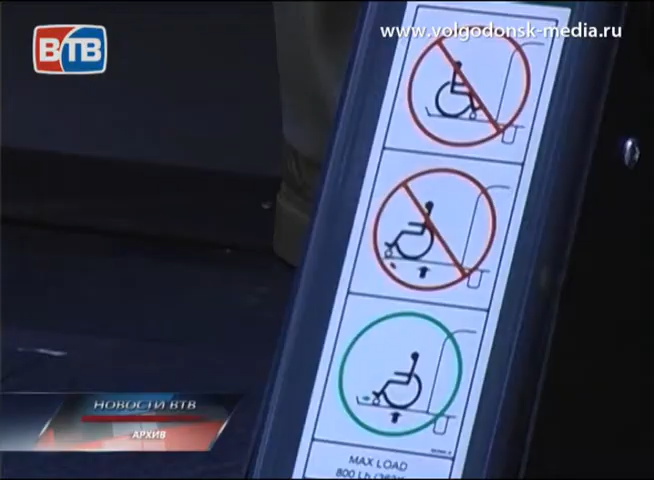 www.volgodonsk-media.ru
ВТВ
НОВОСТИ ВТВ
АРХИВ
MAX LOAD
800 Lb